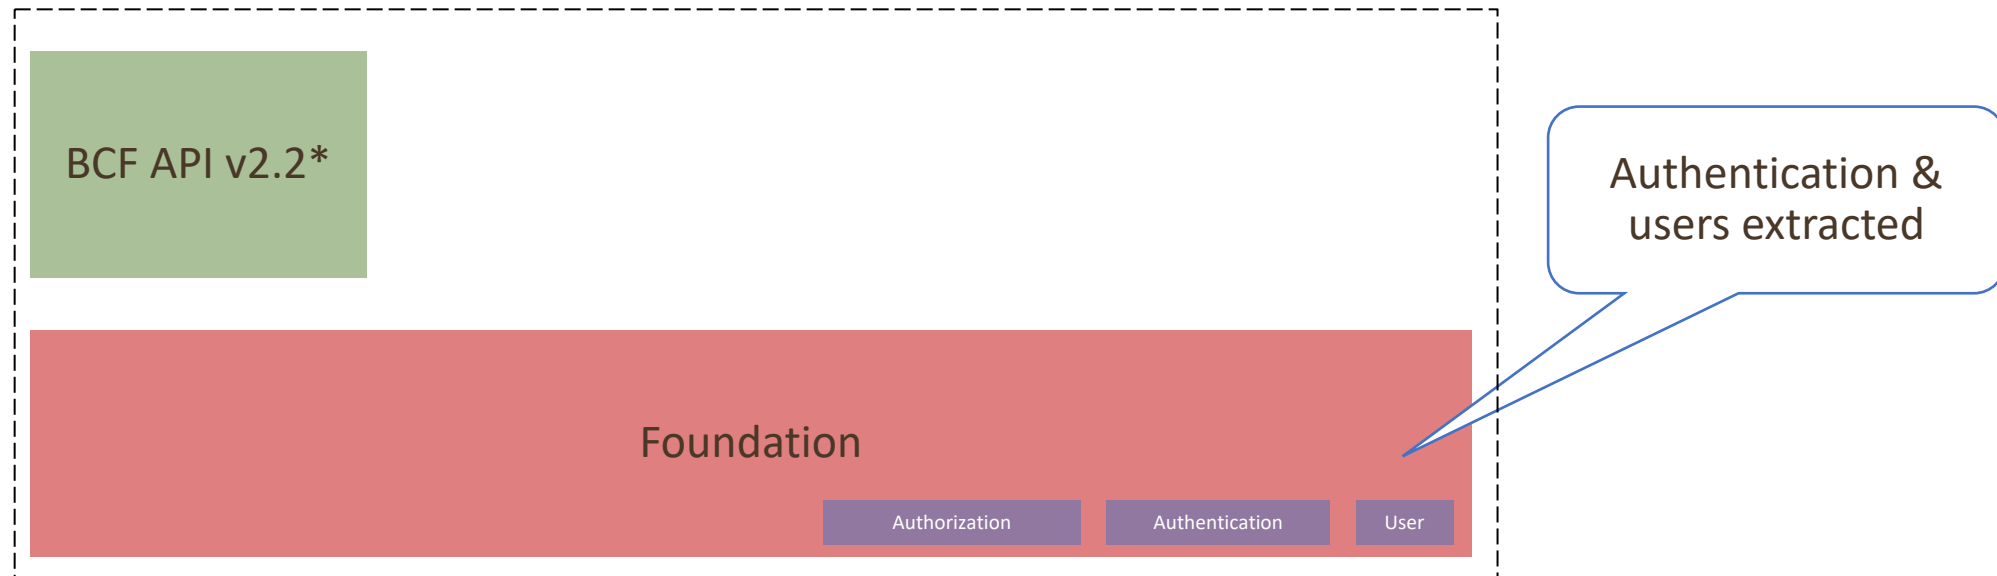 BCF API v2.2*
Authentication &
users extracted
Foundation
Authorization
Authentication
User